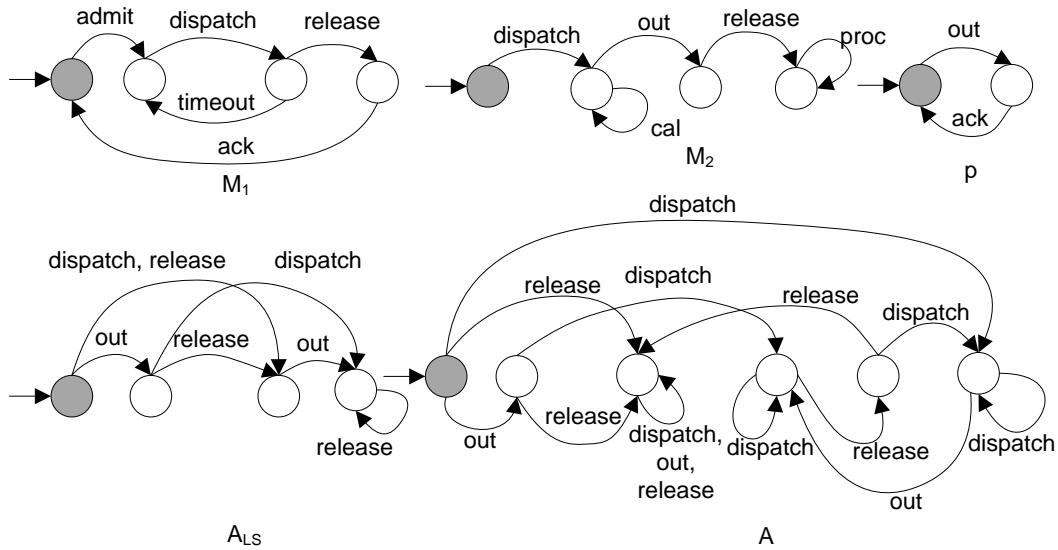 admit
dispatch
release
timeout
ack
M1
dispatch
out
release
proc
cal
M2
out
ack
p
dispatch, release
dispatch
out
release
out
release
ALS
dispatch
release
dispatch
release
dispatch
out
release
dispatch,
out,
release
dispatch
release
out
dispatch
A